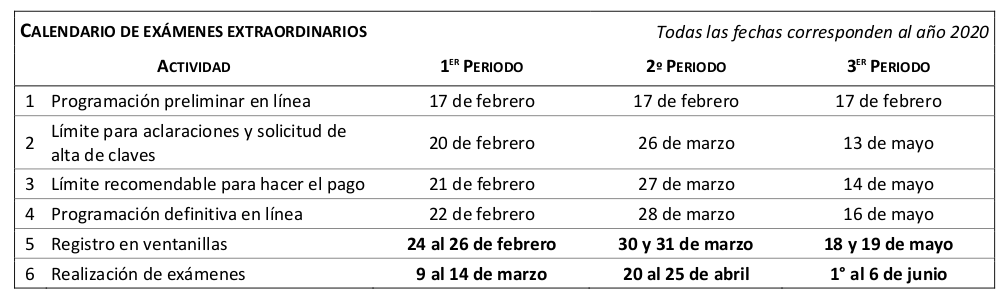 CALENDARIO DE EXÁMENES EXTRAORDINARIOS Todas las fechas corresponden al año 2020
ACTIVIDAD 1ER PERIODO 2º PERIODO 3ER PERIODO
1 Programación preliminar en línea 17 de febrero 17 de febrero 17 de febrero
2 Límite para aclaraciones y solicitud de alta de claves 20 de febrero 26 de marzo 13 de mayo
3 Límite recomendable para hacer el pago 21 de febrero 27 de marzo 14 de mayo
4 Programación definitiva en línea 22 de febrero 28 de marzo 16 de mayo
5 Registro en ventanillas 24 al 26 de febrero 30 y 31 de marzo 18 y 19 de mayo
6 Realización de exámenes 9 al 14 de marzo 20 al 25 de abril 1° al 6 de junio